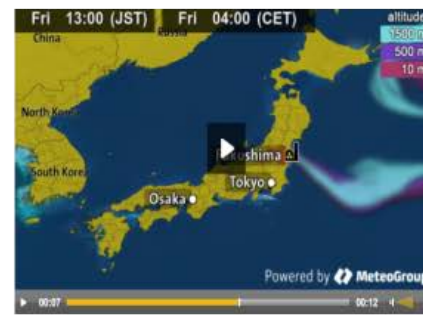 Fri 13:00 (JST) Fri 04:00 (CET)
altitude
1500 m
500 m
10 m
China
Russia
North Korea
South Korea
Fukushima
Tokyo
Osaka
Powered by MeteoGroup
00:07 00:12